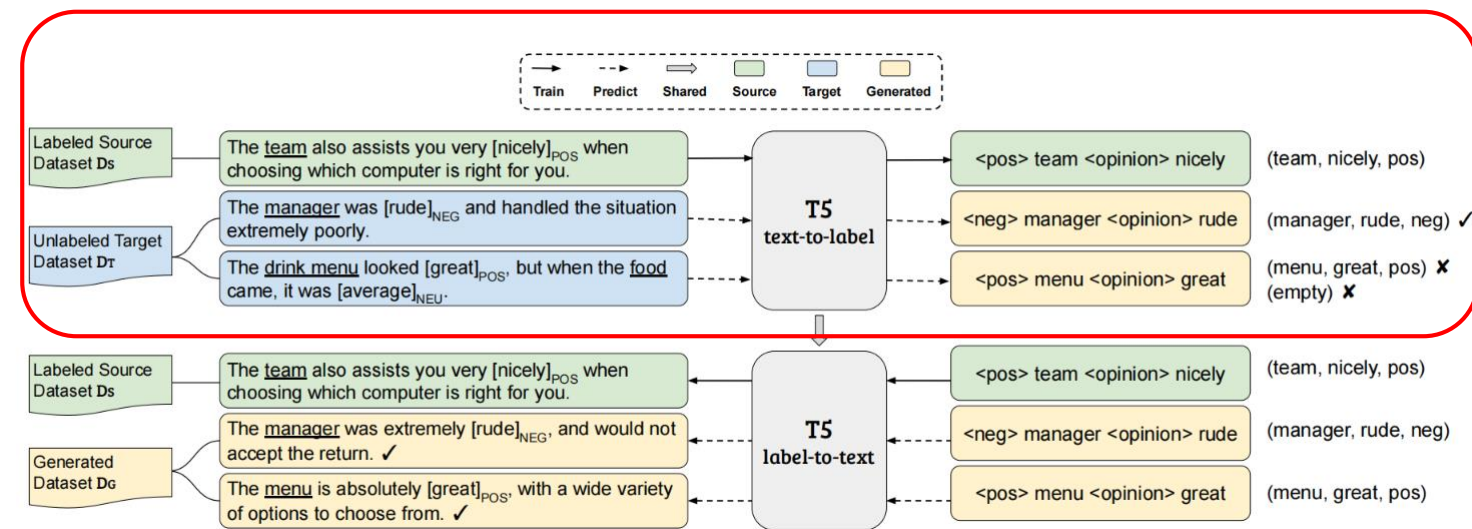 Train Predict Shared Source Target Generated
Labeled Source
Dataset Ds
The team also assists you very [nicely]POS when
choosing which computer is right for you.
T5
text-to-label
<pos> team <opinion> nicely
(team, nicely, pos)
Unlabeled Target
Dataset DT
The manager was [rude]NEG and handled the situation
extremely poorly.
<neg> manager <opinion> rude
(manager, rude, neg) ✓
The drink menu looked [great]POS, but when the food
came, it was [average]NEU.
<pos> menu <opinion> great
(menu, great, pos) ✘
(empty) ✘
Labeled Source
Dataset Ds
The team also assists you very [nicely]POS when
choosing which computer is right for you.
T5
label-to-text
<pos> team <opinion> nicely
(team, nicely, pos)
Generated
Dataset DG
The manager was extremely [rude]NEG, and would not
accept the return. ✓
<neg> manager <opinion> rude
(manager, rude, neg)
The menu is absolutely [great]POS, with a wide variety
of options to choose from. ✓
<pos> menu <opinion> great
(menu, great, pos)